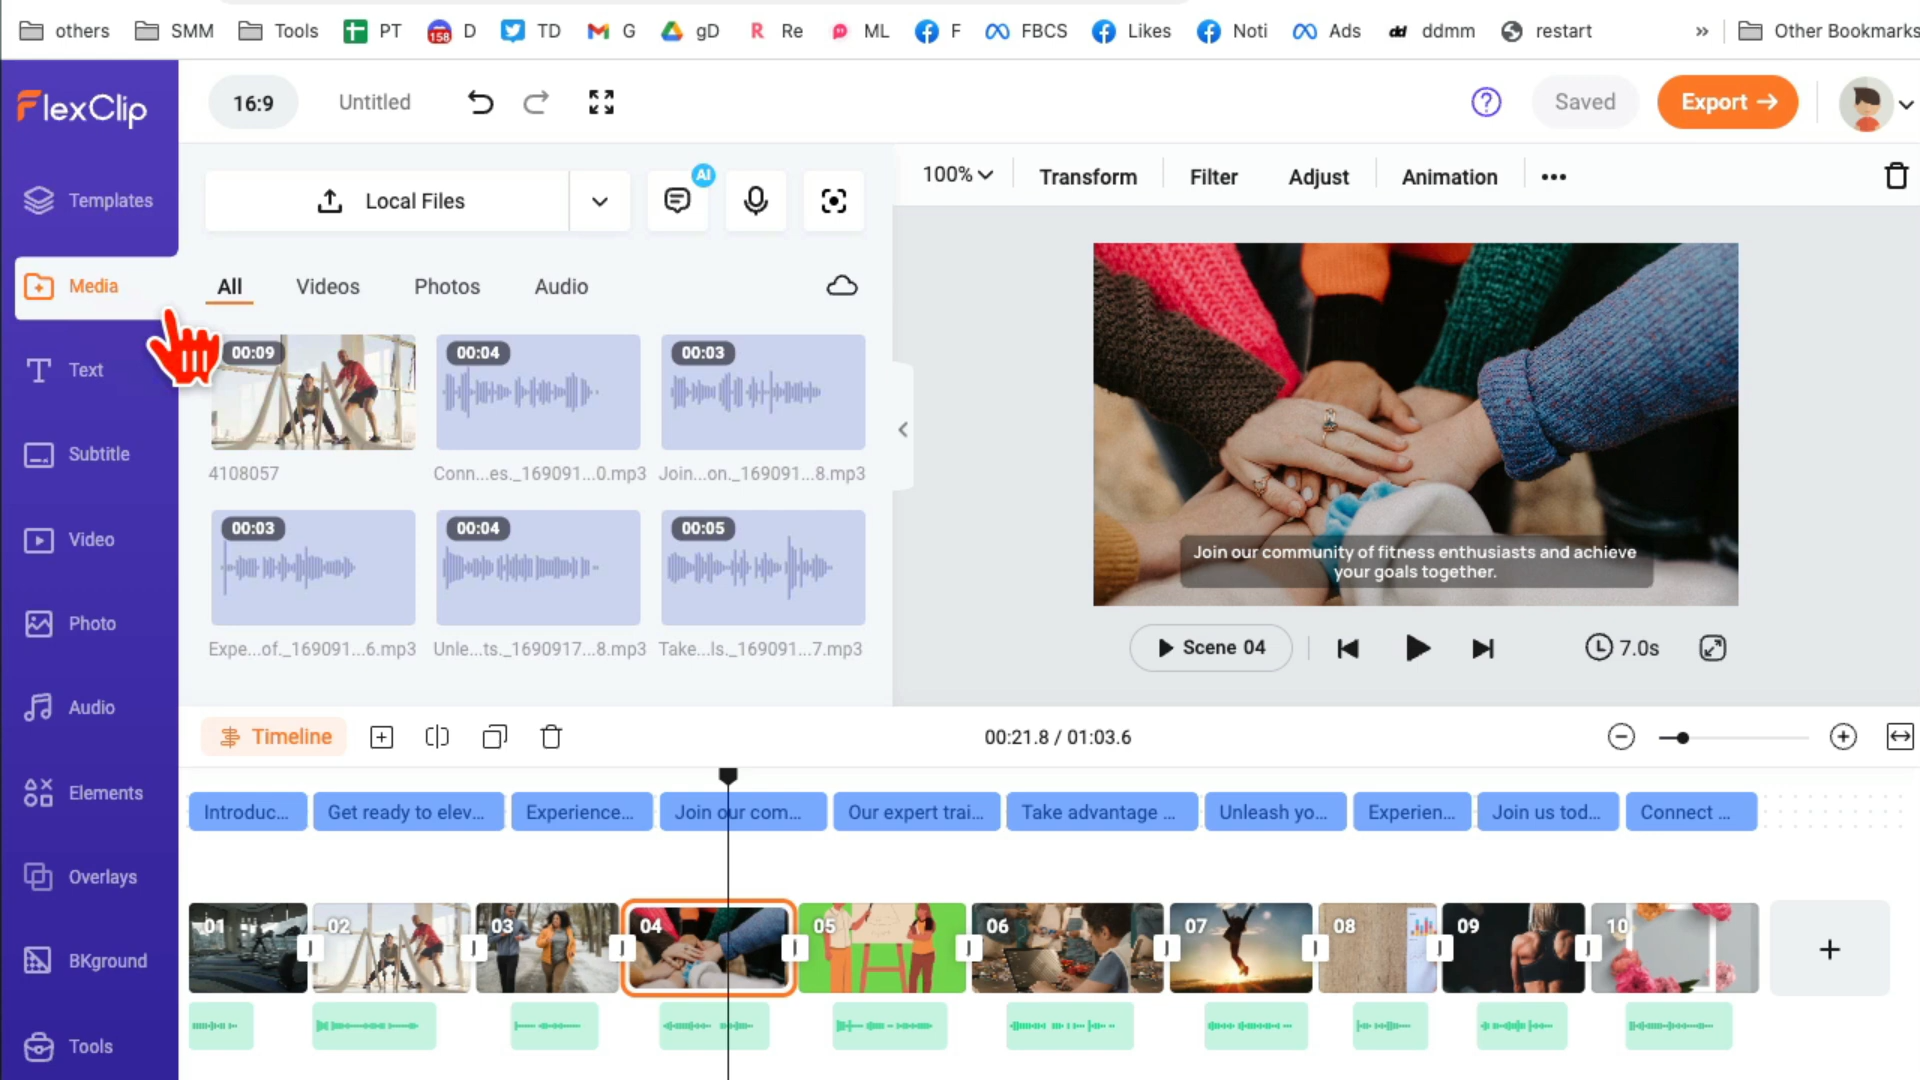 others
SMM
Tools
PT
158
D
TD
G
gD
R
Re
ML
F
FBCS
Likes
Noti
Ads
dd
ddmm
restart
»
Other Bookmarks
FlexClip
16:9
Untitled
?
Saved
Export →
Templates
Media
Text
Subtitle
Video
Photo
Audio
Elements
Overlays
BKground
Tools
Local Files
AI
100%
Transform
Filter
Adjust
Animation
•••
All
Videos
Photos
Audio
00:09
00:04
00:03
4108057
Conn...es._169091...0.mp3
Join...on._169091...8.mp3
00:03
00:04
00:05
Expe...of._169091...6.mp3
Unle...ts._1690917...8.mp3
Take...ls._169091...7.mp3
Join our community of fitness enthusiasts and achieve
your goals together.
Scene 04
7.0s
Timeline
00:21.8 / 01:03.6
Introduc...
Get ready to elev...
Experience...
Join our com...
Our expert trai...
Take advantage ...
Unleash yo...
Experien...
Join us tod...
Connect ...
01
02
03
04
05
06
07
08
09
10
+